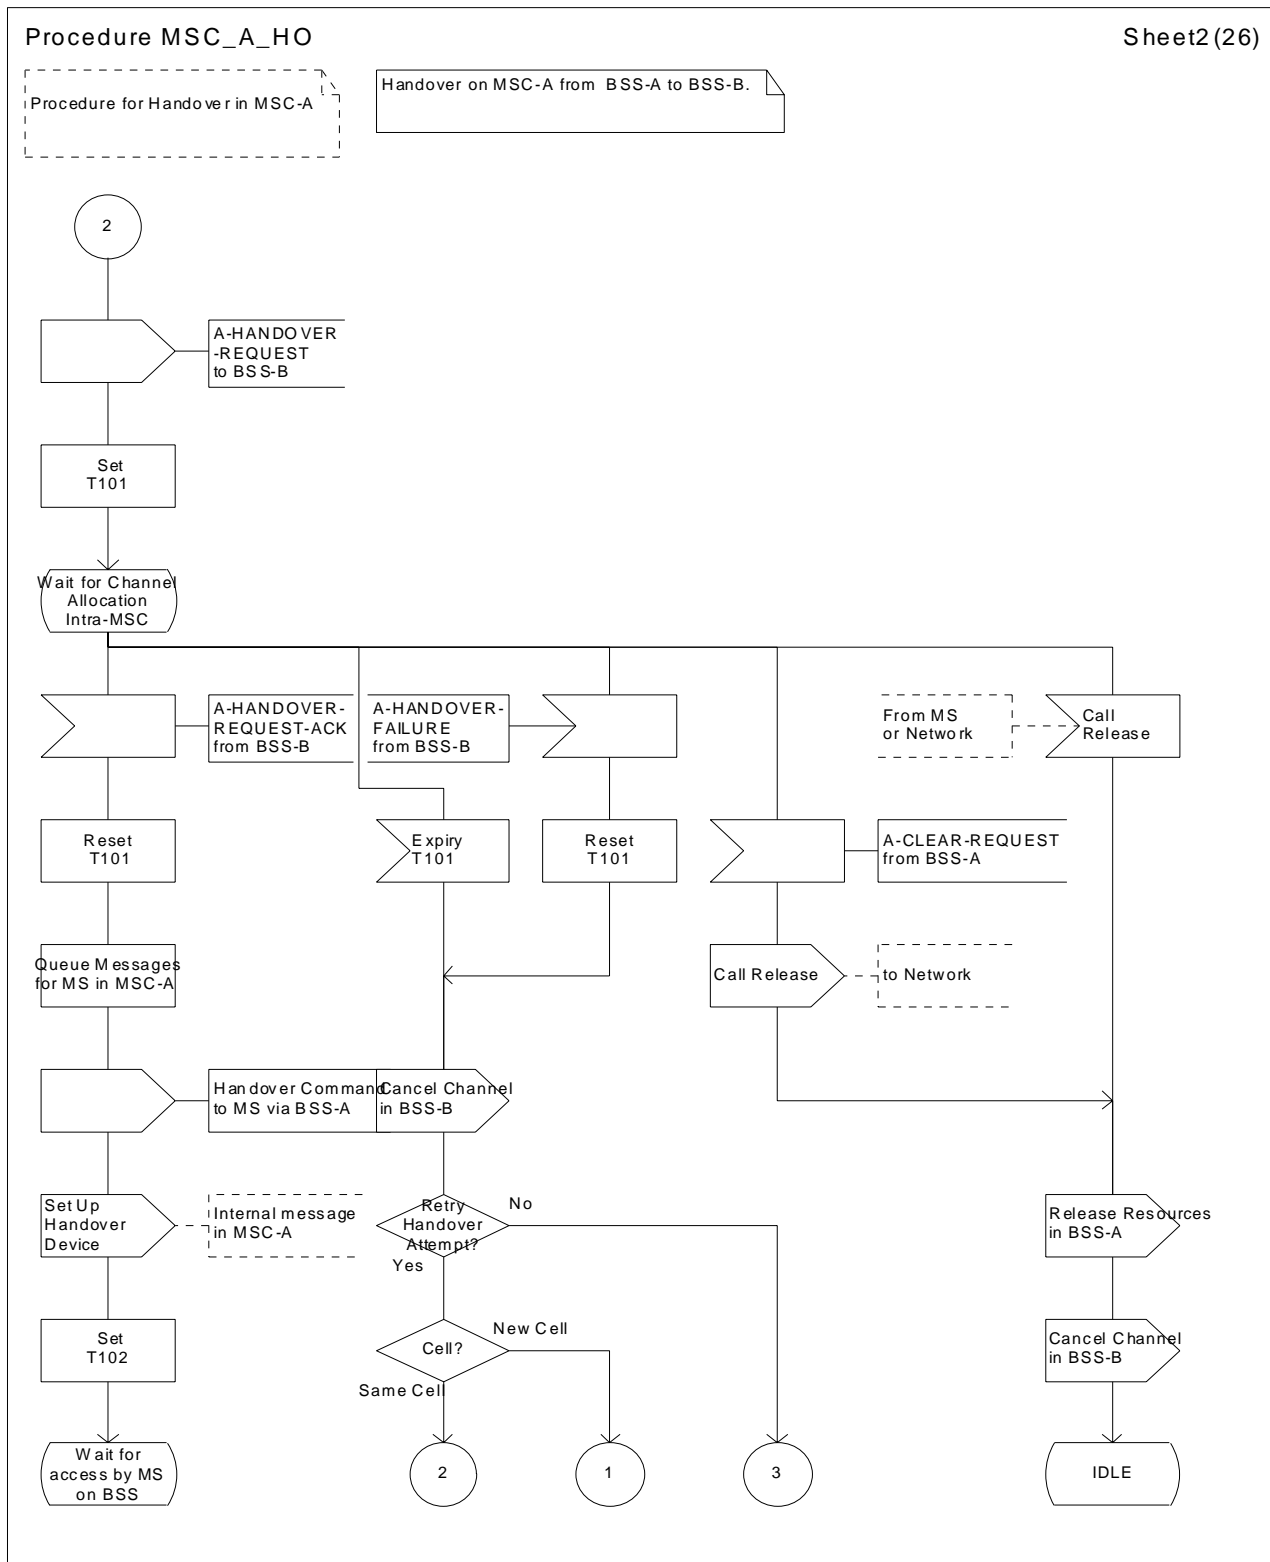 Procedure MSC_A_HO
Sheet2(26)
Procedure for Handover in MSC-A
Handover on MSC-A from BSS-A to BSS-B.
2
A-HANDOVER
-REQUEST
to BSS-B
Set
T101
Wait for Channel
Allocation
Intra-MSC
A-HANDOVER-
REQUEST-ACK
from BSS-B
A-HANDOVER-
FAILURE
from BSS-B
From MS
or Network
Call
Release
Reset
T101
Expiry
T101
Reset
T101
A-CLEAR-REQUEST
from BSS-A
Queue Messages
for MS in MSC-A
Call Release
to Network
Handover Command
to MS via BSS-A
Cancel Channel
in BSS-B
Set Up
Handover
Device
Internal message
in MSC-A
Retry
Handover
Attempt?
No
Yes
Release Resources
in BSS-A
Set
T102
Cell?
New Cell
Same Cell
Cancel Channel
in BSS-B
Wait for
access by MS
on BSS
2
1
3
IDLE